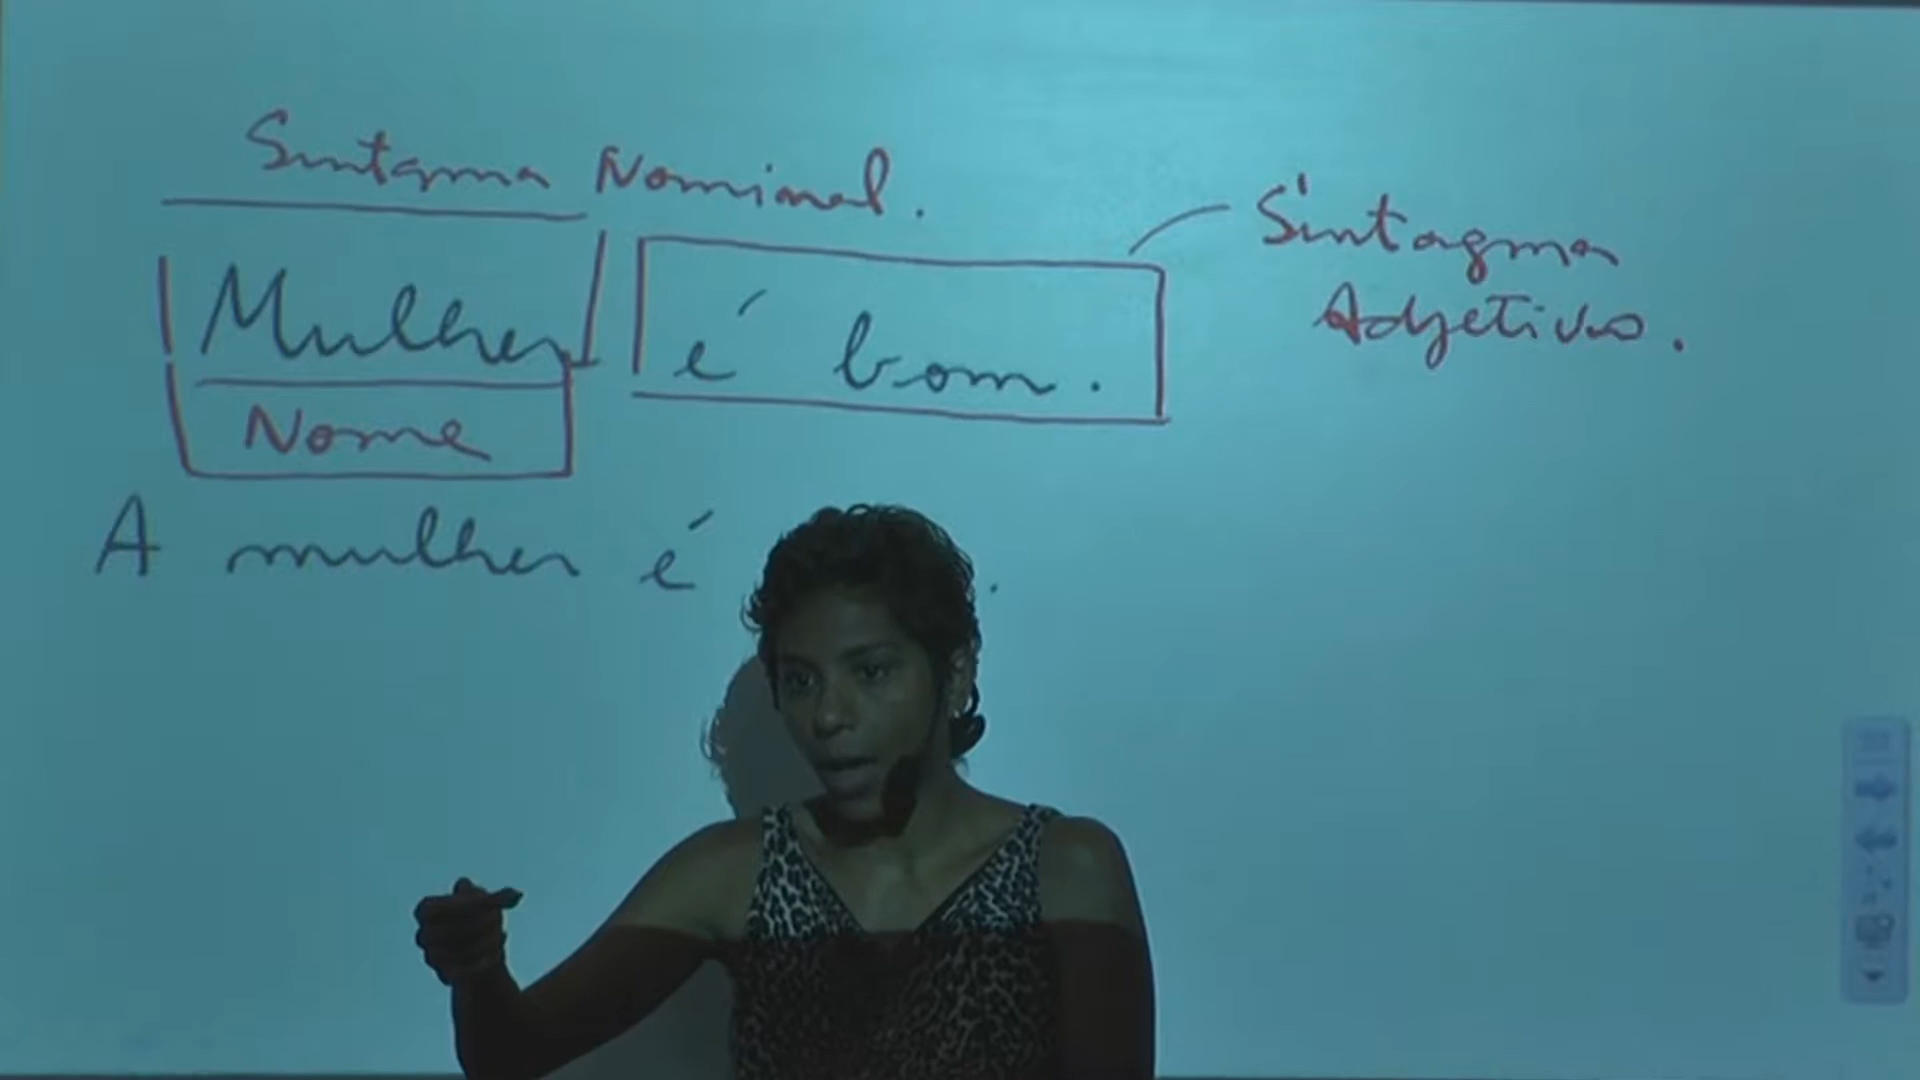 Sintagma Nominal.
Sintagma
Adjetivo.
Mulher é bom.
Nome
A mulher é .